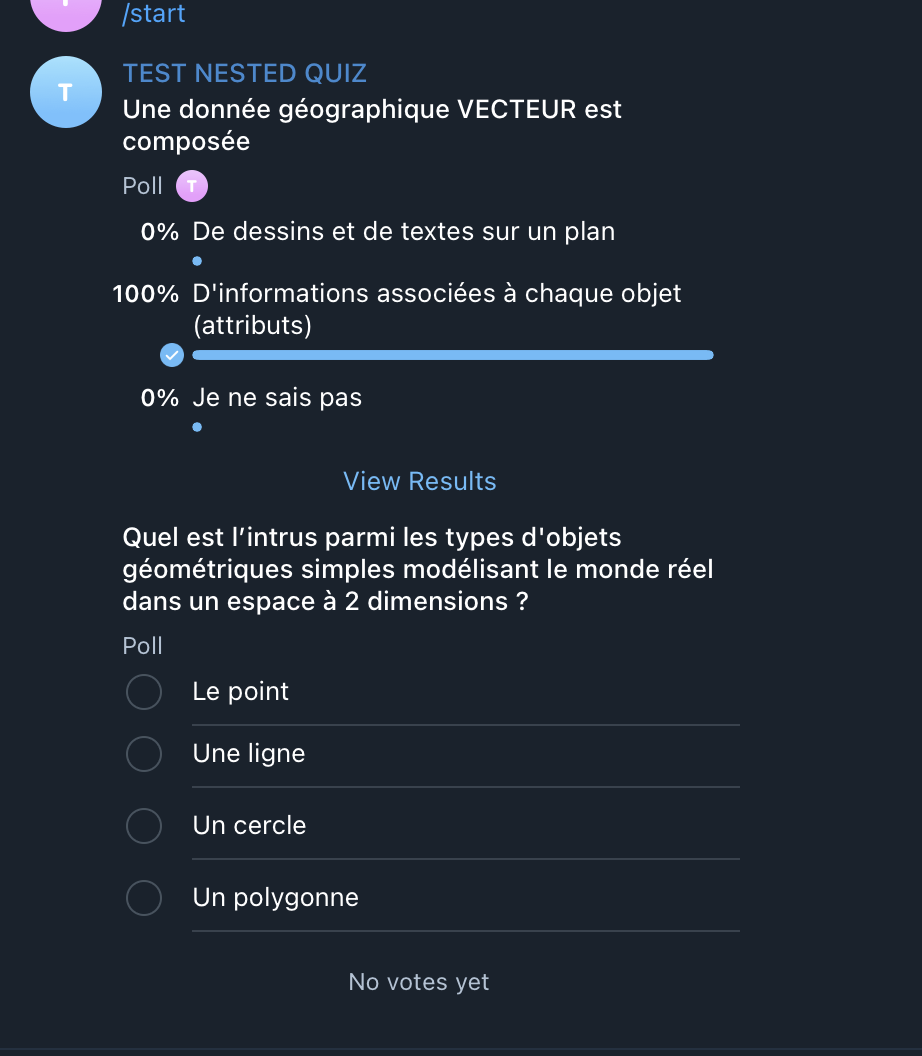 T
/start
TEST NESTED QUIZ
T
Une donnée géographique VECTEUR est
composée
Poll T
0% De dessins et de textes sur un plan
100% D'informations associées à chaque objet
(attributs)
0% Je ne sais pas
View Results
Quel est l’intrus parmi les types d'objets
géométriques simples modélisant le monde réel
dans un espace à 2 dimensions ?
Poll
Le point
Une ligne
Un cercle
Un polygonne
No votes yet